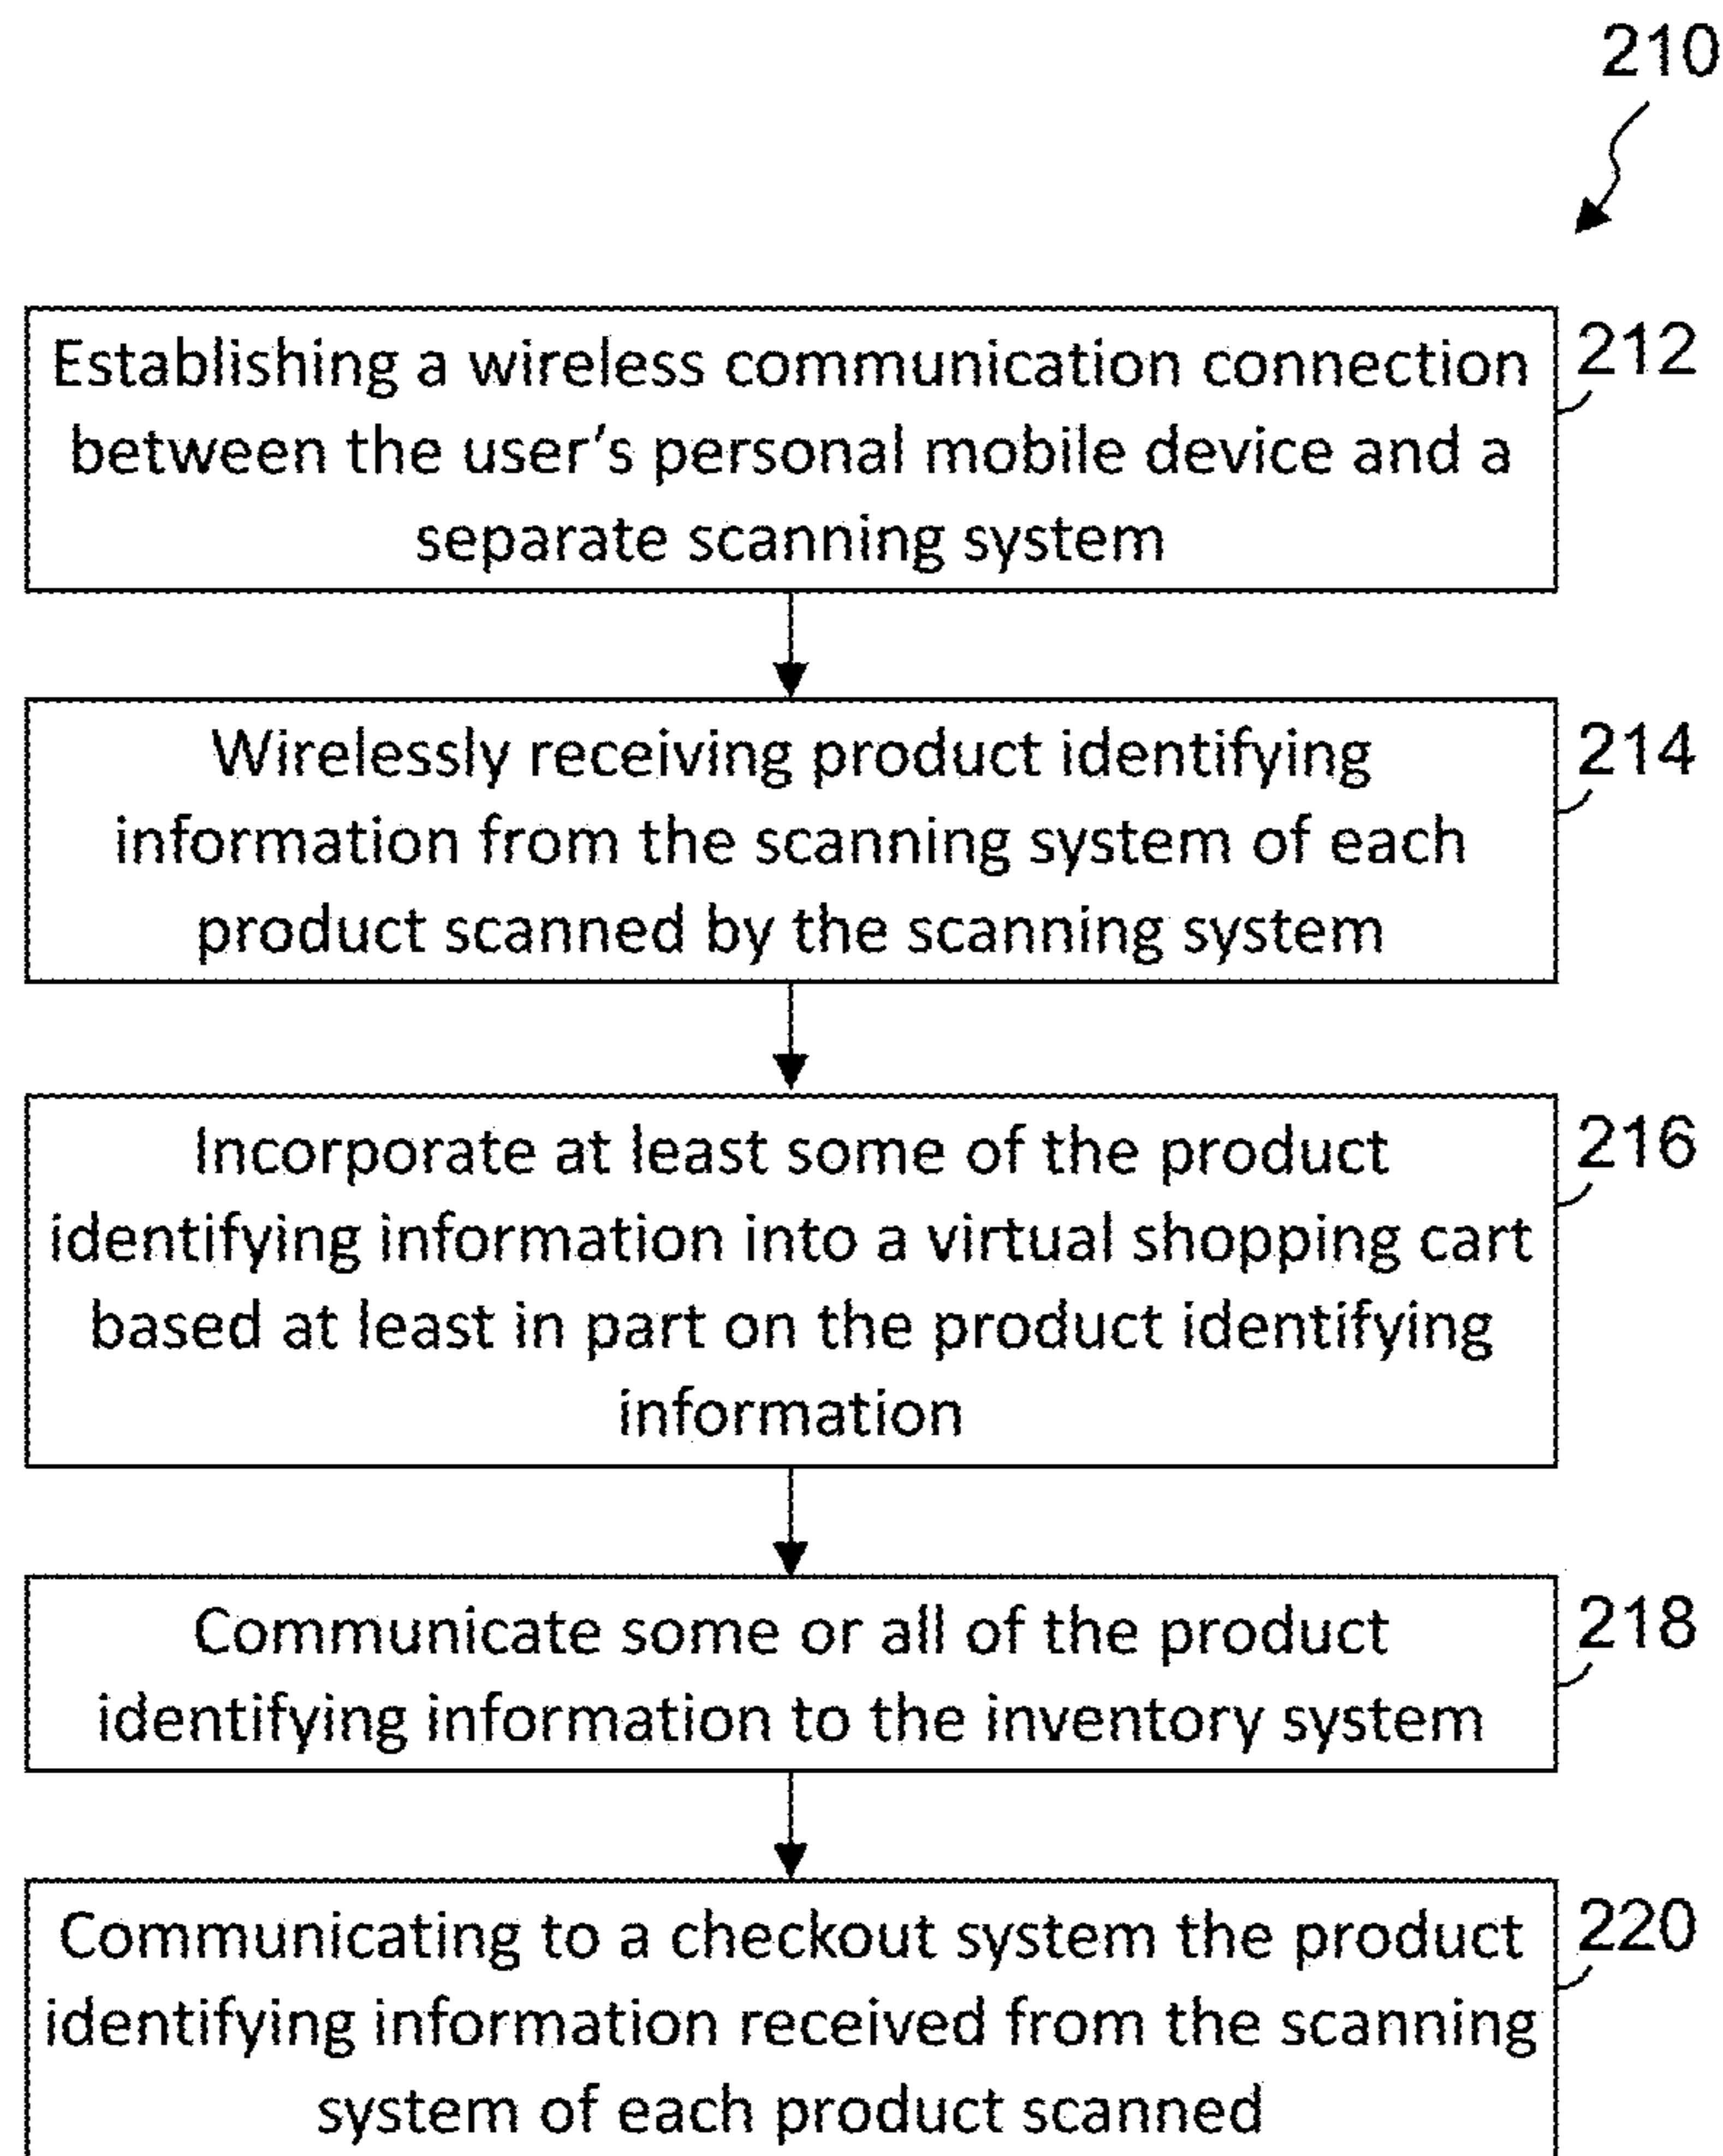 210
Establishing a wireless communication connection
between the user's personal mobile device and a
separate scanning system
212
Wirelessly receiving product identifying
information from the scanning system of each
product scanned by the scanning system
214
Incorporate at least some of the product
identifying information into a virtual shopping cart
based at least in part on the product identifying
information
216
Communicate some or all of the product
identifying information to the inventory system
218
Communicating to a checkout system the product
identifying information received from the scanning
system of each product scanned
220